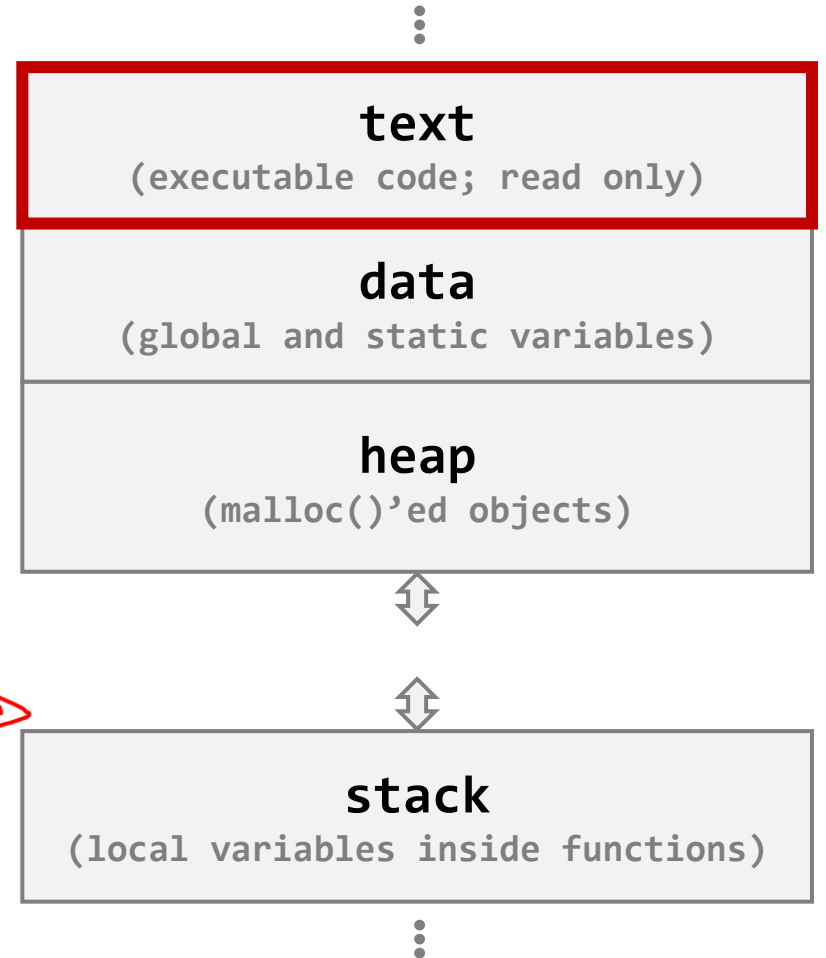 text
(executable code; read only)
data
(global and static variables)
heap
(malloc()’ed objects)
stack
(local variables inside functions)